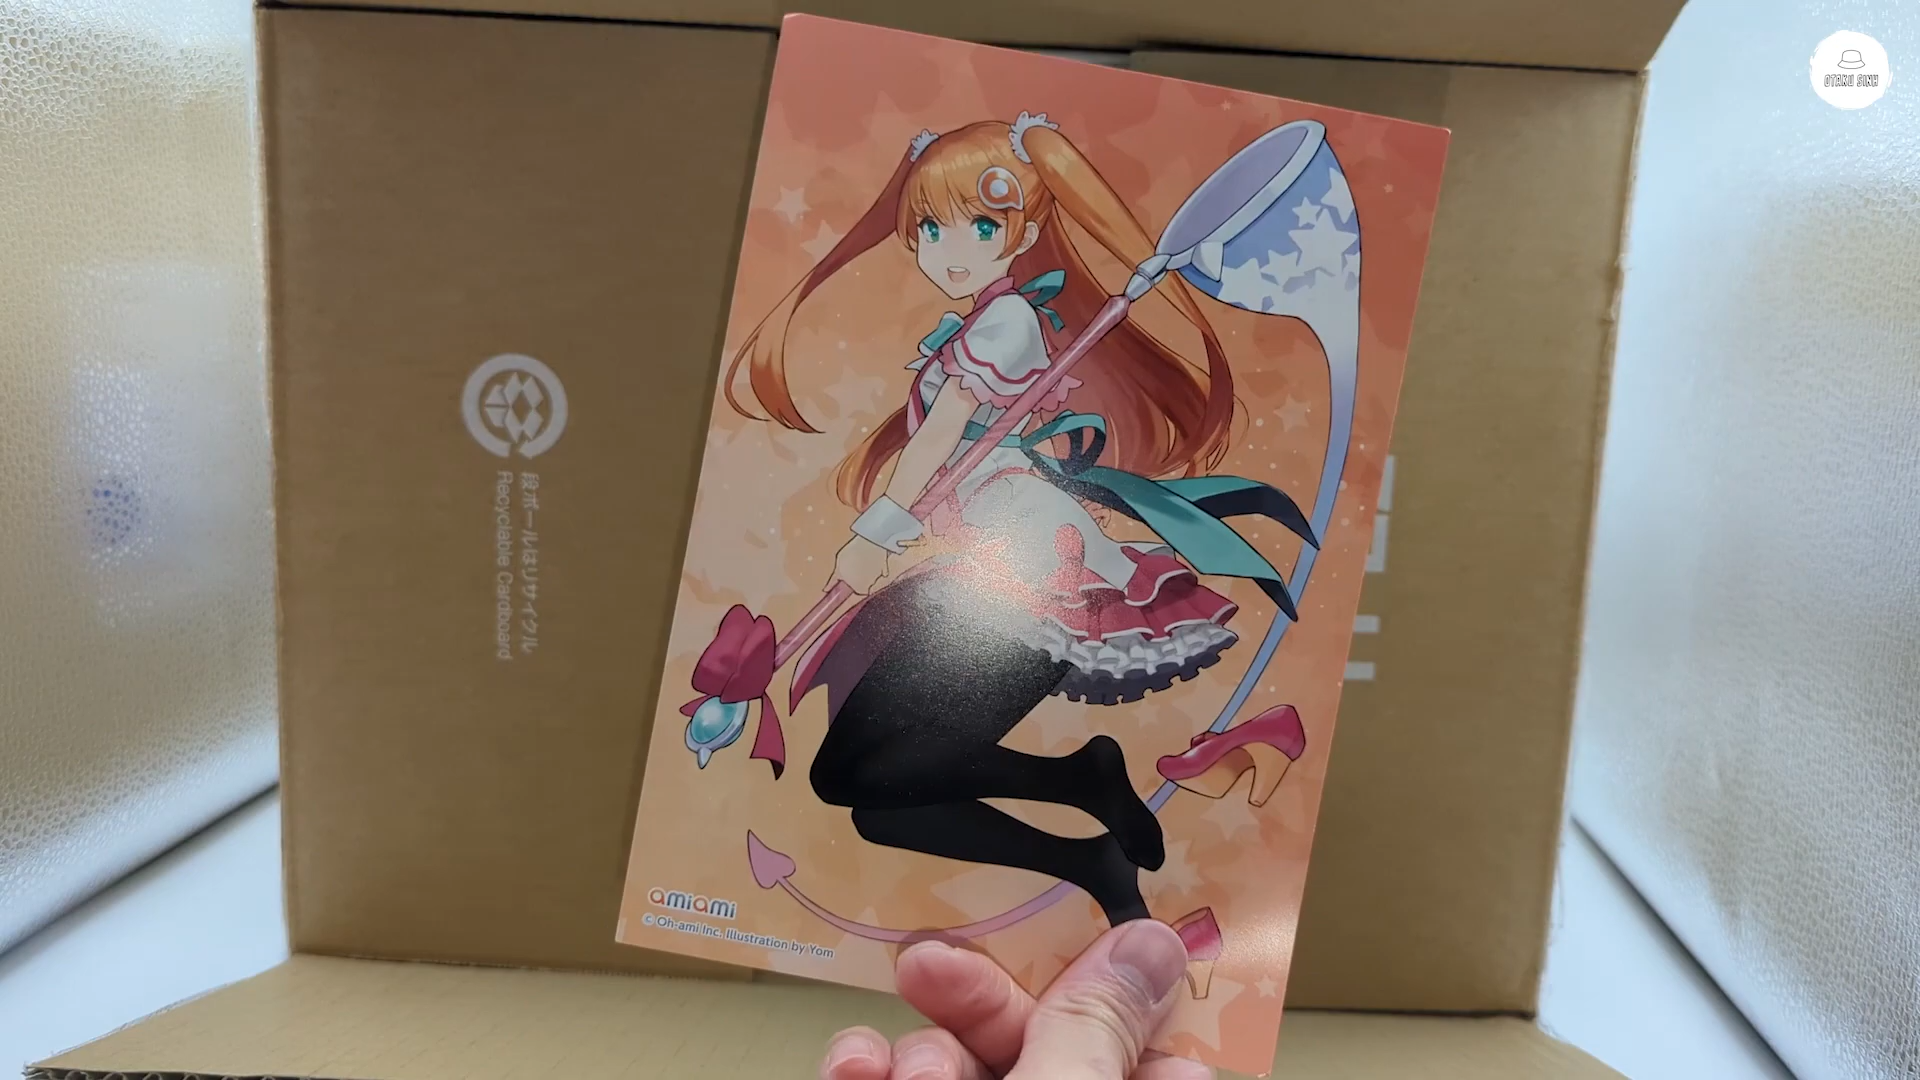 OTAKU SINH
段ボールはリサイクル
Recyclable Cardboard
amiami
© Oh-ami Inc. Illustration by Yom